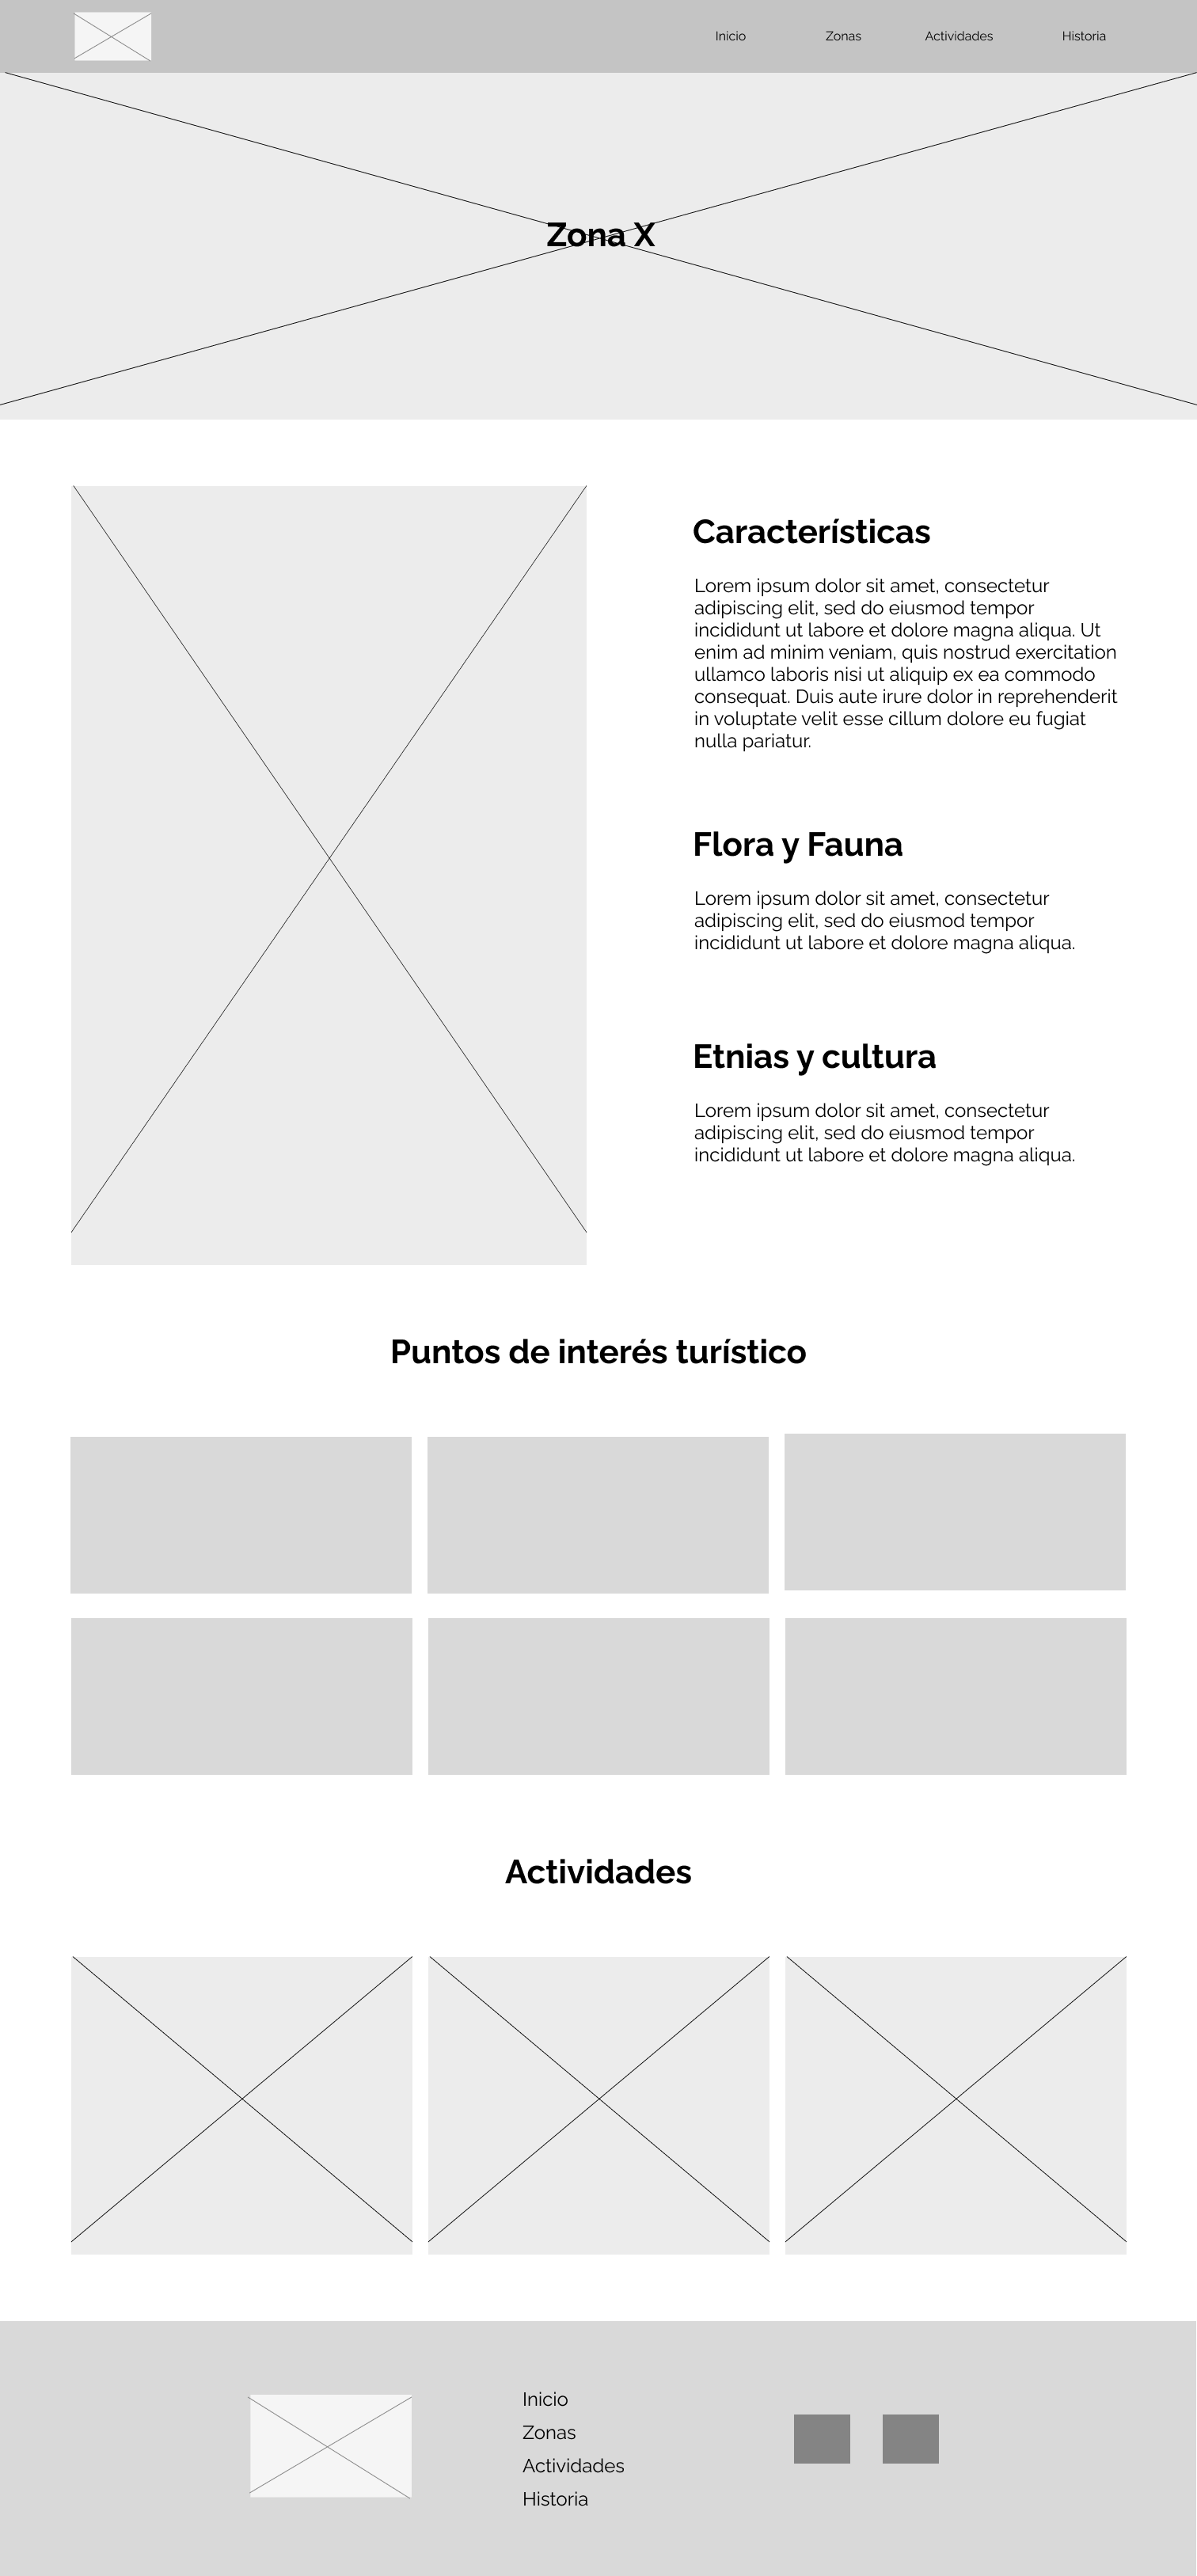 Inicio
Zonas
Actividades
Historia
Zona X
Características
Lorem ipsum dolor sit amet, consectetur
adipiscing elit, sed do eiusmod tempor
incididunt ut labore et dolore magna aliqua. Ut
enim ad minim veniam, quis nostrud exercitation
ullamco laboris nisi ut aliquip ex ea commodo
consequat. Duis aute irure dolor in reprehenderit
in voluptate velit esse cillum dolore eu fugiat
nulla pariatur.
Flora y Fauna
Lorem ipsum dolor sit amet, consectetur
adipiscing elit, sed do eiusmod tempor
incididunt ut labore et dolore magna aliqua.
Etnias y cultura
Lorem ipsum dolor sit amet, consectetur
adipiscing elit, sed do eiusmod tempor
incididunt ut labore et dolore magna aliqua.
Puntos de interés turístico
Actividades
Inicio
Zonas
Actividades
Historia